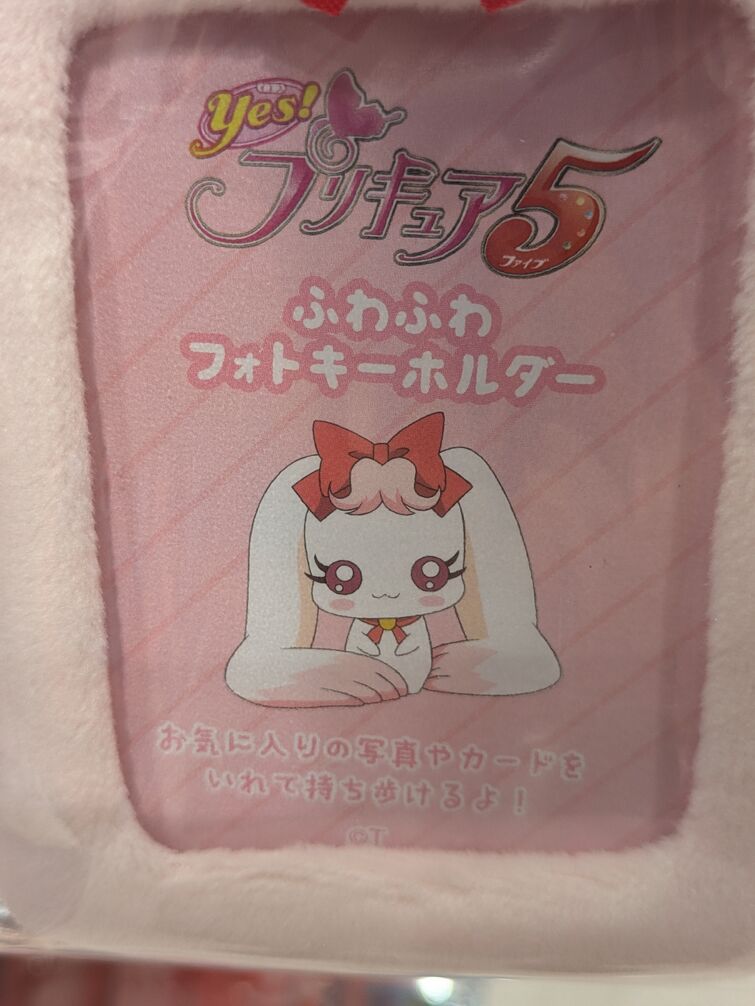 Yes!
プリキュア5
ファイブ
ふわふわ
フォトキーホルダー
お気に入りの写真やカードを
いれて持ち歩けるよ！
©T